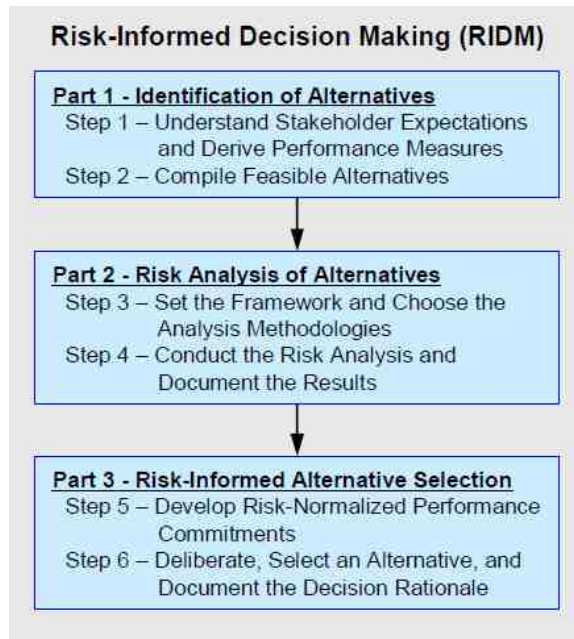 Risk-Informed Decision Making (RIDM)
Part 1 - Identification of Alternatives
Step 1 – Understand Stakeholder Expectations
and Derive Performance Measures
Step 2 – Compile Feasible Alternatives
Part 2 - Risk Analysis of Alternatives
Step 3 – Set the Framework and Choose the
Analysis Methodologies
Step 4 – Conduct the Risk Analysis and
Document the Results
Part 3 - Risk-Informed Alternative Selection
Step 5 – Develop Risk-Normalized Performance
Commitments
Step 6 – Deliberate, Select an Alternative, and
Document the Decision Rationale